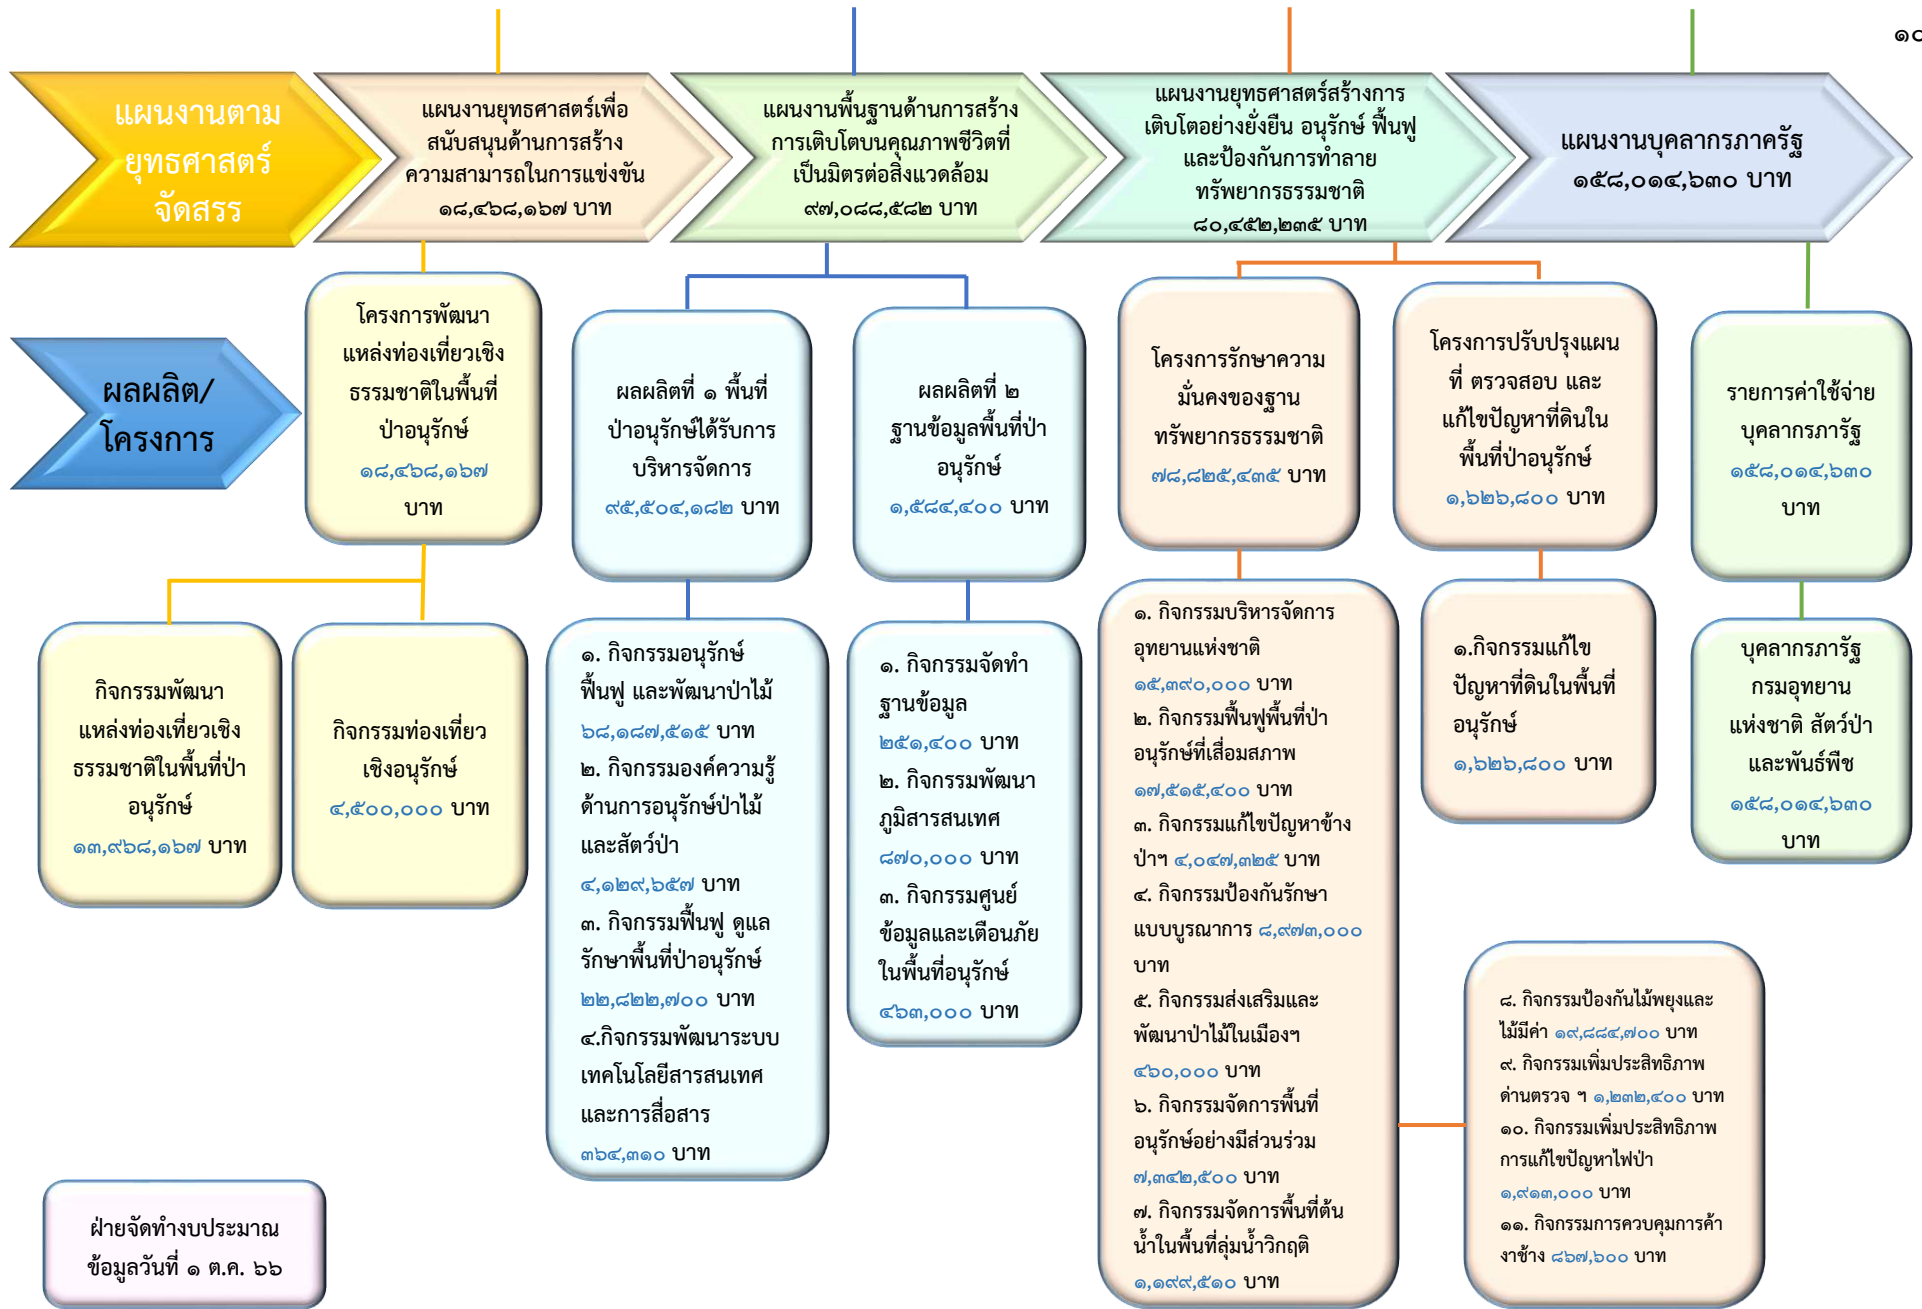 ๑๐
แผนงานตาม
ยุทธศาสตร์
จัดสรร
แผนงานยุทธศาสตร์เพื่อ
สนับสนุนด้านการสร้าง
ความสามารถในการแข่งขัน
๑๘,๔๖๘,๑๖๗ บาท
แผนงานพื้นฐานด้านการสร้าง
การเติบโตบนคุณภาพชีวิตที่
เป็นมิตรต่อสิ่งแวดล้อม
๙๗,๐๘๘,๕๘๒ บาท
แผนงานยุทธศาสตร์สร้างการ
เติบโตอย่างยั่งยืน อนุรักษ์ ฟื้นฟู
และป้องกันการทำลาย
ทรัพยากรธรรมชาติ
๘๐,๔๕๒,๒๓๕ บาท
แผนงานบุคลากรภาครัฐ
๑๕๘,๐๑๔,๖๓๐ บาท
ผลผลิต/
โครงการ
โครงการพัฒนา
แหล่งท่องเที่ยวเชิง
ธรรมชาติในพื้นที่
ป่าอนุรักษ์
๑๘,๔๖๘,๑๖๗
บาท
ผลผลิตที่ ๑ พื้นที่
ป่าอนุรักษ์ได้รับการ
บริหารจัดการ
๙๕,๕๐๔,๑๘๒ บาท
ผลผลิตที่ ๒
ฐานข้อมูลพื้นที่ป่า
อนุรักษ์
๑,๕๘๔,๔๐๐ บาท
โครงการรักษาความ
มั่นคงของฐาน
ทรัพยากรธรรมชาติ
๗๘,๘๒๕,๔๓๕ บาท
โครงการปรับปรุงแผน
ที่ ตรวจสอบ และ
แก้ไขปัญหาที่ดินใน
พื้นที่ป่าอนุรักษ์
๑,๖๒๖,๘๐๐ บาท
รายการค่าใช้จ่าย
บุคลากรภารัฐ
๑๕๘,๐๑๔,๖๓๐
บาท
กิจกรรมพัฒนา
แหล่งท่องเที่ยวเชิง
ธรรมชาติในพื้นที่ป่า
อนุรักษ์
๑๓,๙๖๘,๑๖๗ บาท
กิจกรรมท่องเที่ยว
เชิงอนุรักษ์
๔,๕๐๐,๐๐๐ บาท
๑. กิจกรรมอนุรักษ์
ฟื้นฟู และพัฒนาป่าไม้
๖๘,๑๘๗,๕๑๕ บาท
๒. กิจกรรมองค์ความรู้
ด้านการอนุรักษ์ป่าไม้
และสัตว์ป่า
๔,๑๒๙,๖๕๗ บาท
๓. กิจกรรมฟื้นฟู ดูแล
รักษาพื้นที่ป่าอนุรักษ์
๒๒,๘๒๒,๗๐๐ บาท
๔.กิจกรรมพัฒนาระบบ
เทคโนโลยีสารสนเทศ
และการสื่อสาร
๓๖๔,๓๑๐ บาท
๑. กิจกรรมจัดทำ
ฐานข้อมูล
๒๕๑,๔๐๐ บาท
๒. กิจกรรมพัฒนา
ภูมิสารสนเทศ
๘๗๐,๐๐๐ บาท
๓. กิจกรรมศูนย์
ข้อมูลและเตือนภัย
ในพื้นที่อนุรักษ์
๔๖๓,๐๐๐ บาท
๑. กิจกรรมบริหารจัดการ
อุทยานแห่งชาติ
๑๕,๓๙๐,๐๐๐ บาท
๒. กิจกรรมฟื้นฟูพื้นที่ป่า
อนุรักษ์ที่เสื่อมสภาพ
๑๗,๕๑๕,๔๐๐ บาท
๓. กิจกรรมแก้ไขปัญหาช้าง
ป่าฯ ๔,๐๔๗,๓๒๕ บาท
๔. กิจกรรมป้องกันรักษา
แบบบูรณาการ ๘,๙๗๓,๐๐๐
บาท
๕. กิจกรรมส่งเสริมและ
พัฒนาป่าไม้ในเมืองฯ
๔๖๐,๐๐๐ บาท
๖. กิจกรรมจัดการพื้นที่
อนุรักษ์อย่างมีส่วนร่วม
๗,๓๔๒,๕๐๐ บาท
๗. กิจกรรมจัดการพื้นที่ต้น
น้ำในพื้นที่ลุ่มน้ำวิกฤติ
๑,๑๙๙,๕๑๐ บาท
๑.กิจกรรมแก้ไข
ปัญหาที่ดินในพื้นที่
อนุรักษ์
๑,๖๒๖,๘๐๐ บาท
บุคลากรภารัฐ
กรมอุทยาน
แห่งชาติ สัตว์ป่า
และพันธ์พืช
๑๕๘,๐๑๔,๖๓๐
บาท
๘. กิจกรรมป้องกันไม้พยุงและ
ไม้มีค่า ๑๙,๘๘๔,๗๐๐ บาท
๙. กิจกรรมเพิ่มประสิทธิภาพ
ด่านตรวจ ฯ ๑,๒๓๒,๔๐๐ บาท
๑๐. กิจกรรมเพิ่มประสิทธิภาพ
การแก้ไขปัญหาไฟป่า
๑,๙๑๓,๐๐๐ บาท
๑๑. กิจกรรมการควบคุมการค้า
งาช้าง ๘๖๗,๖๐๐ บาท
ฝ่ายจัดทำงบประมาณ
ข้อมูลวันที่ ๑ ต.ค. ๖๖